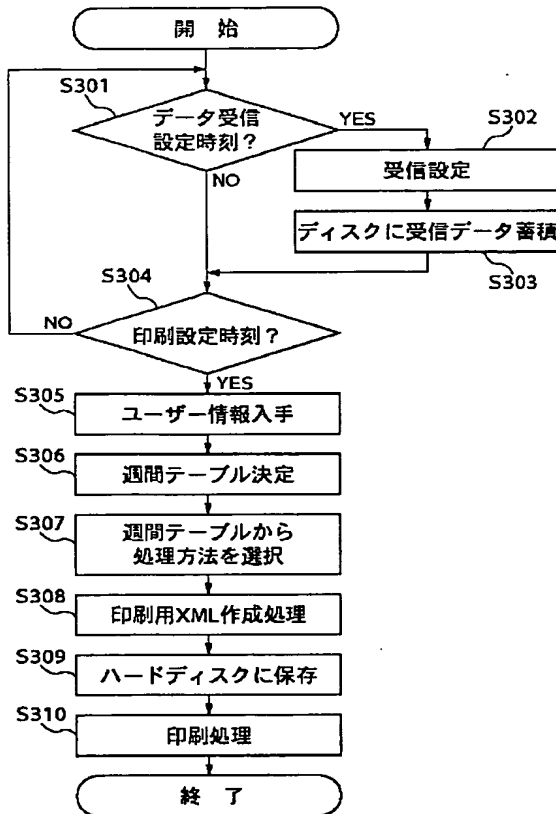 開 始
S301
データ受信
設定時刻？
YES
S302
受信設定
NO
ディスクに受信データ蓄積
S303
S304
NO
印刷設定時刻？
YES
S305
ユーザー情報入手
S306
週間テーブル決定
S307
週間テーブルから
処理方法を選択
S308
印刷用XML作成処理
S309
ハードディスクに保存
S310
印刷処理
終 了